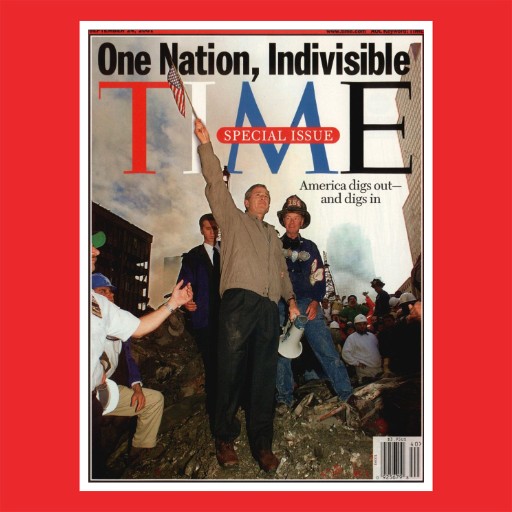 One Nation, Indivisible
TIME
SPECIAL ISSUE
America digs out—
and digs in